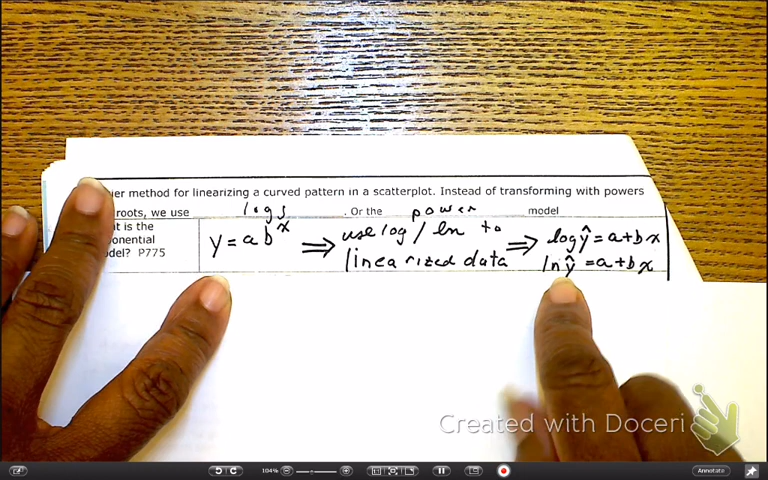 ier method for linearizing a curved pattern in a scatterplot. Instead of transforming with powers
roots, we use logs . Or the power model
t is the
onential
del? P775
y = ab^x ⇒ use log / ln to linearized data ⇒ log ŷ = a + bx
ln ŷ = a + bx
Created with Doceri
104%
Annotate